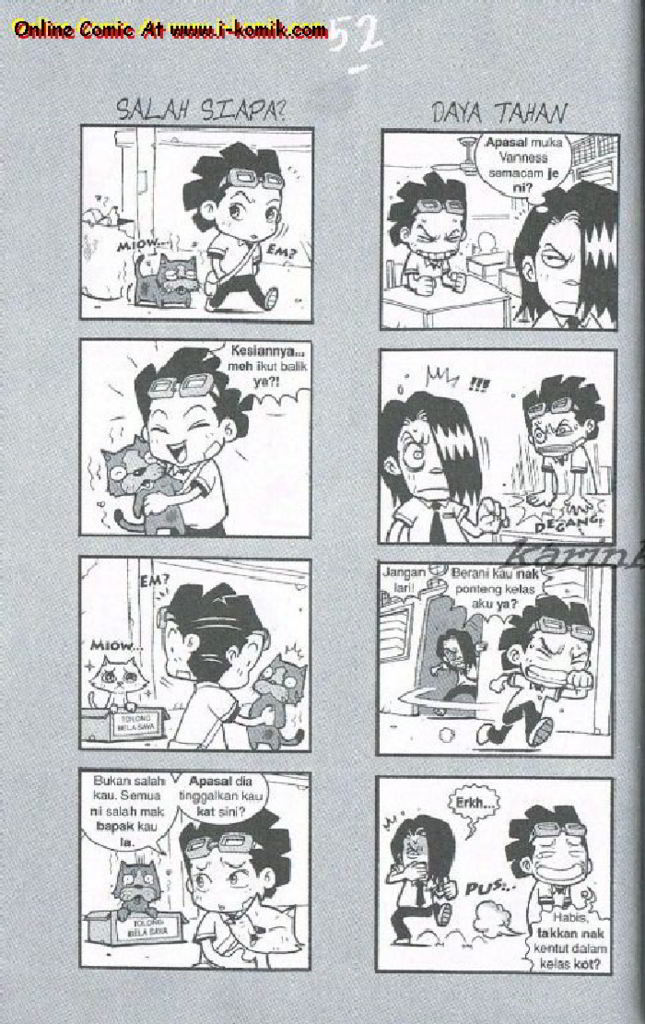 Online Comic At www.i-komik.com
52
SALAH SIAPA?
MIOW...
EM?
Kesiannya...
meh ikut balik
ye?!
EM?
MIOW...
TOLONG
BELA SAYA
Bukan salah
kau. Semua
ni salah mak
bapak kau
la.
Apasal dia
tinggalkan kau
kat sini?
TOLONG
BELA SAYA
DAYA TAHAN
Apasal muka
Vanness
semacam je
ni?
!!!
DEGANG!
Jangan
lari!
Berani kau nak
ponteng kelas
aku ya?
Erkh...
PUS...
Habis,
takkan nak
kentut dalam
kelas kot?